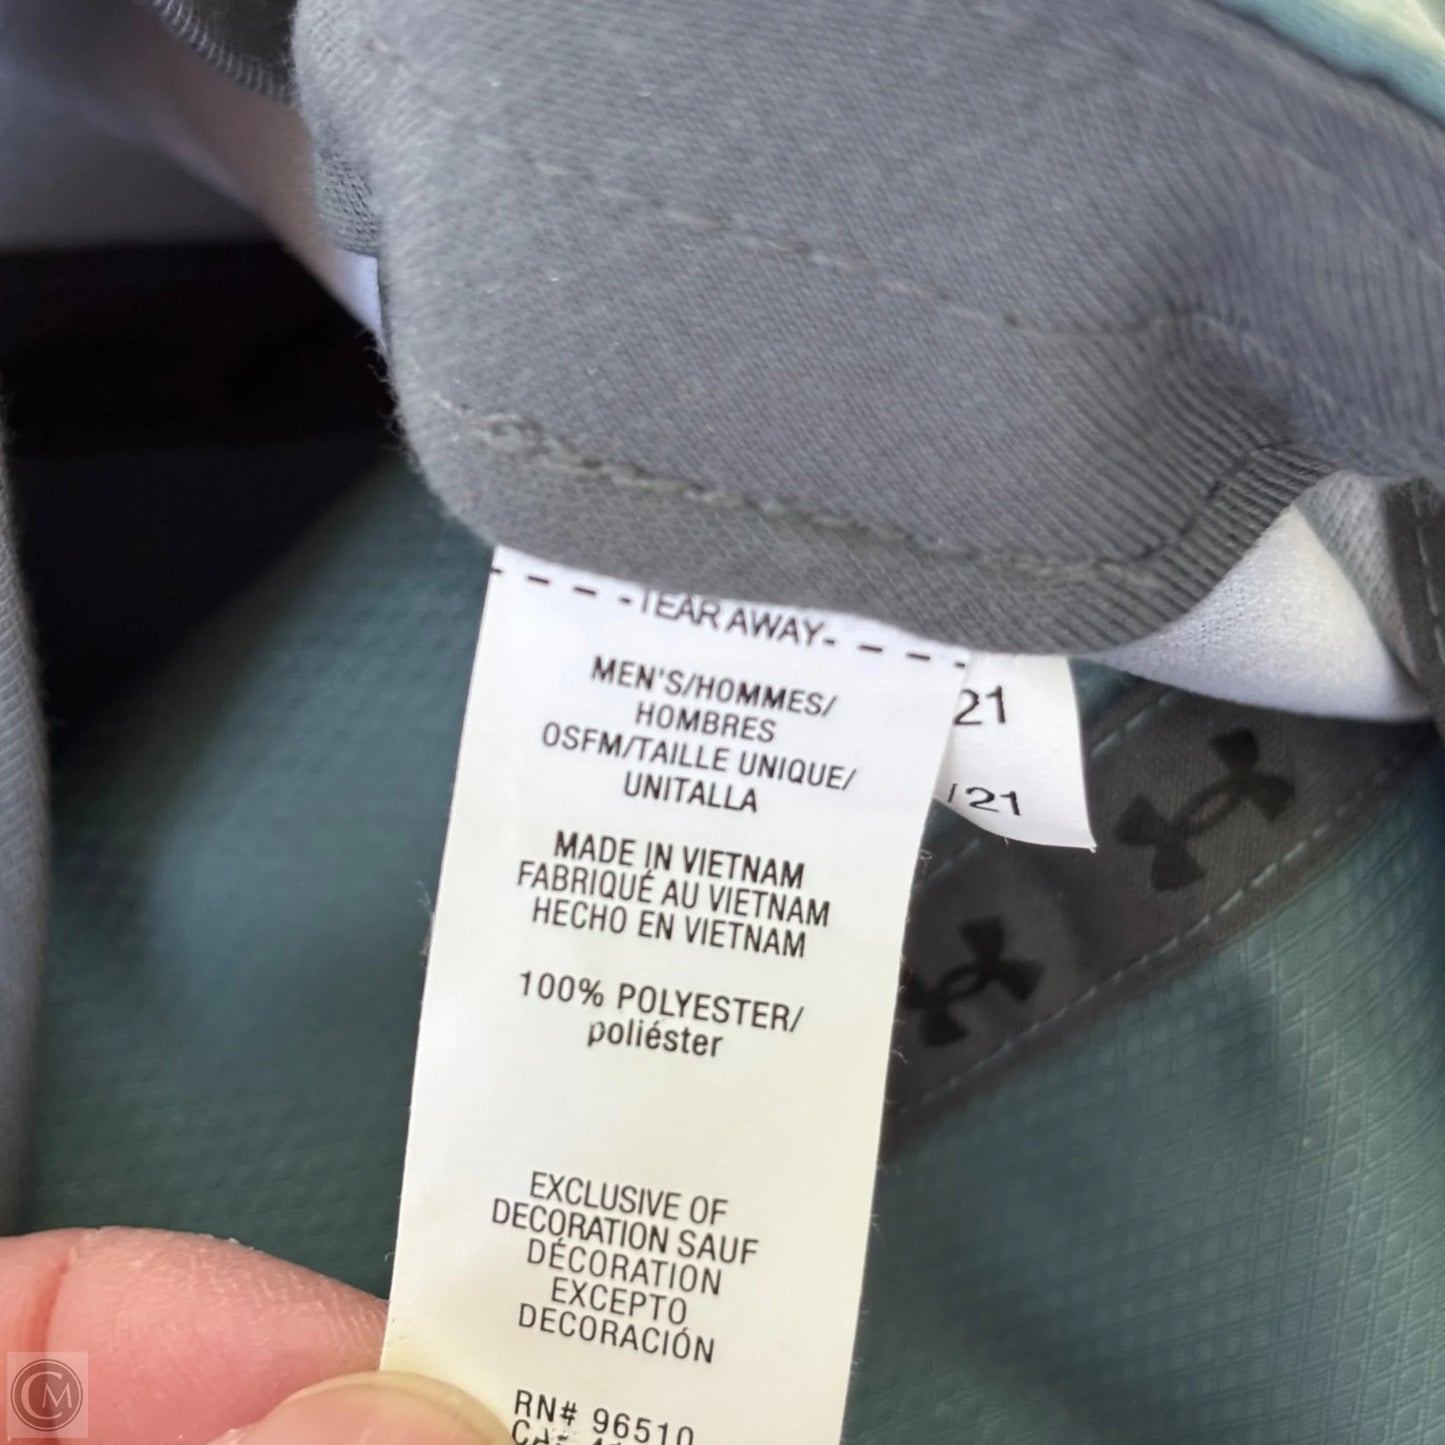 -TEAR AWAY-
MEN'S/HOMMES/
HOMBRES
OSFM/TAILLE UNIQUE/
UNITALLA
MADE IN VIETNAM
FABRIQUÉ AU VIETNAM
HECHO EN VIETNAM
100% POLYESTER/
poliéster
EXCLUSIVE OF
DECORATION SAUF
DÉCORATION
EXCEPTO
DECORACIÓN
RN# 96510
21
/21
CM